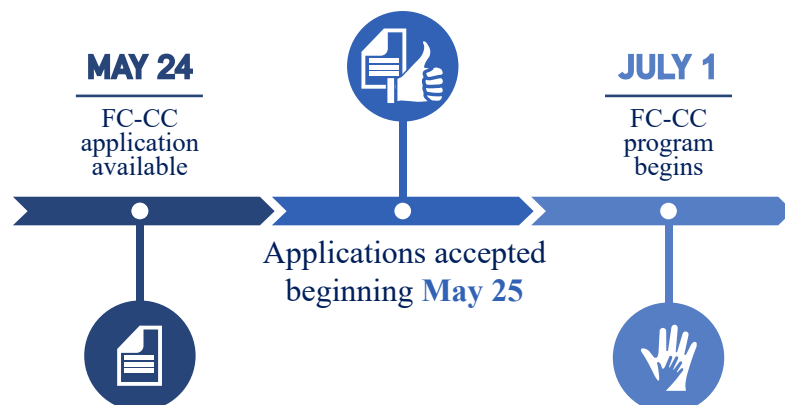 MAY 24
FC-CC
application
available
Applications accepted
beginning May 25
JULY 1
FC-CC
program
begins